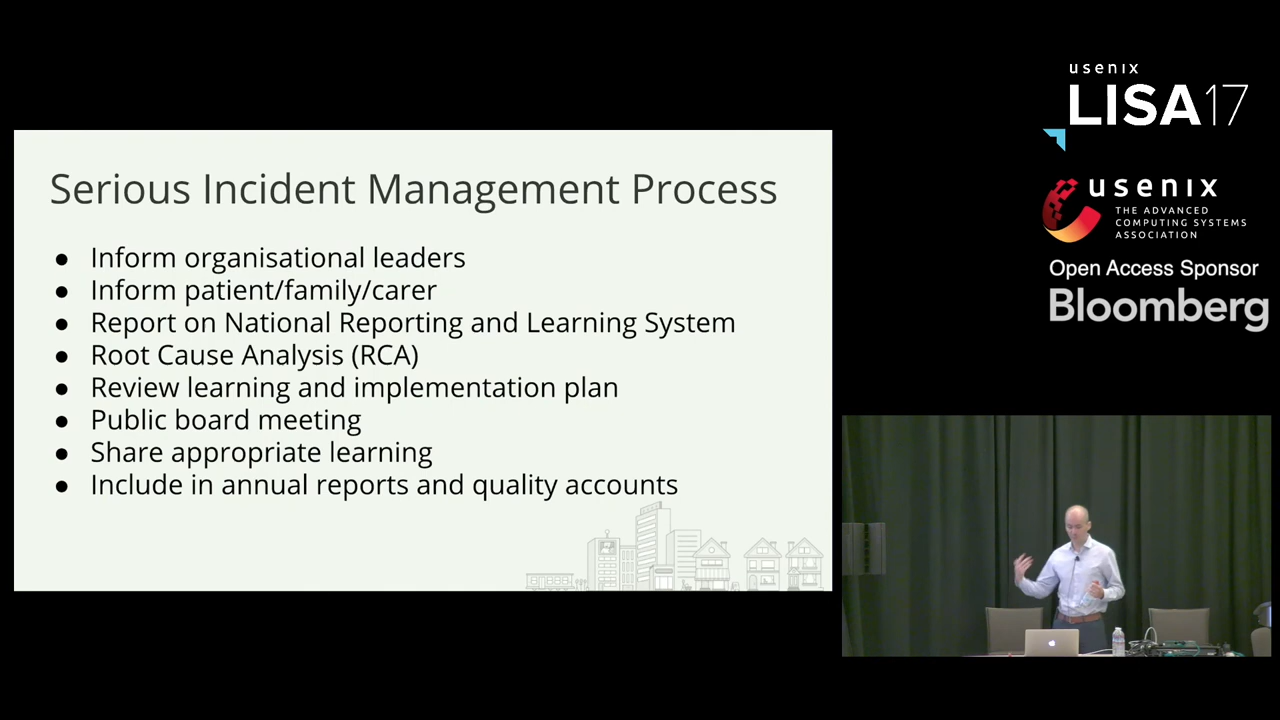 Serious Incident Management Process
● Inform organisational leaders
● Inform patient/family/carer
● Report on National Reporting and Learning System
● Root Cause Analysis (RCA)
● Review learning and implementation plan
● Public board meeting
● Share appropriate learning
● Include in annual reports and quality accounts
usenix
LISA17
usenix
THE ADVANCED
COMPUTING SYSTEMS
ASSOCIATION
Open Access Sponsor
Bloomberg